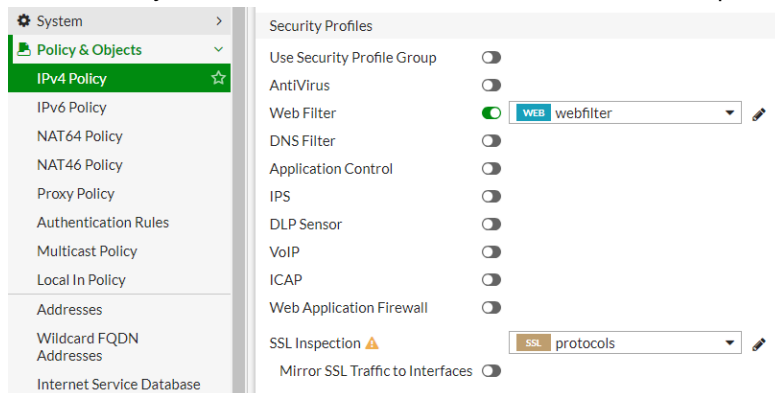 System
Policy & Objects
IPv4 Policy
IPv6 Policy
NAT64 Policy
NAT46 Policy
Proxy Policy
Authentication Rules
Multicast Policy
Local In Policy
Addresses
Wildcard FQDN
Addresses
Internet Service Database
Security Profiles
Use Security Profile Group
AntiVirus
Web Filter WEB webfilter
DNS Filter
Application Control
IPS
DLP Sensor
VoIP
ICAP
Web Application Firewall
SSL Inspection SSL protocols
Mirror SSL Traffic to Interfaces